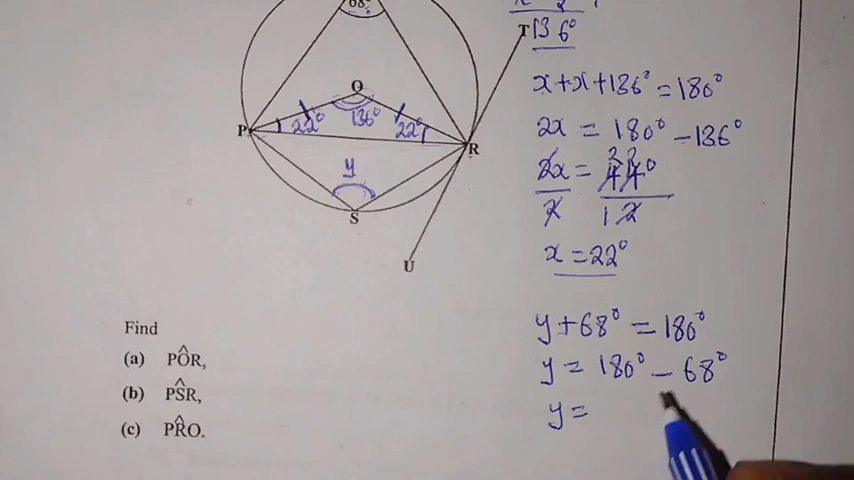 68°
T
136°
O
22° 136° 22°
P
R
y
S
U
x+x+136° = 180°
2x = 180° - 136°
2x = 44°
2 2
x = 22°
y+68° = 180°
y = 180° - 68°
y =
Find
(a) PÔR,
(b) PŜR,
(c) PR̂O.